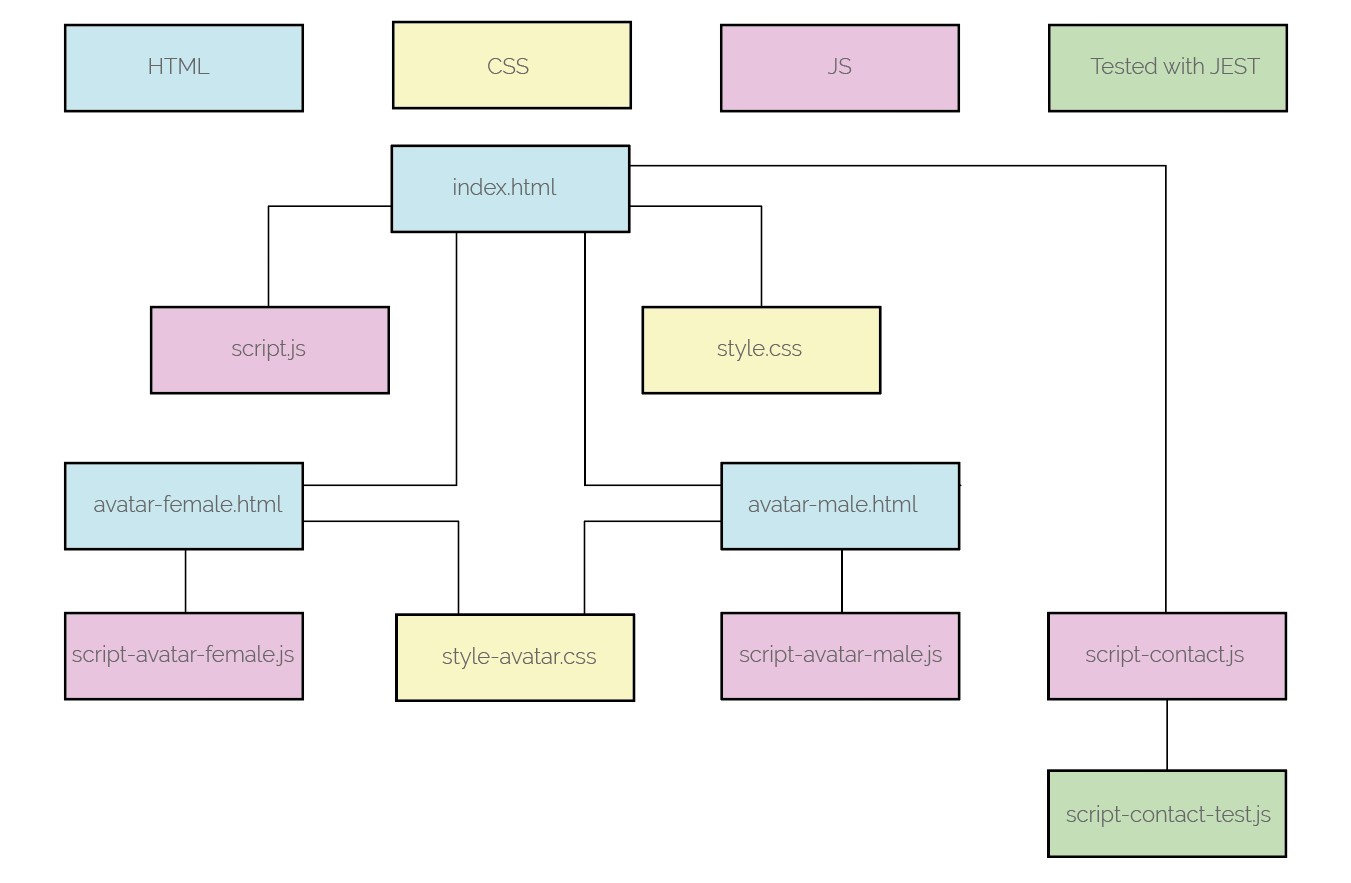 HTML
CSS
JS
Tested with JEST
index.html
script.js
style.css
avatar-female.html
avatar-male.html
script-avatar-female.js
style-avatar.css
script-avatar-male.js
script-contact.js
script-contact-test.js